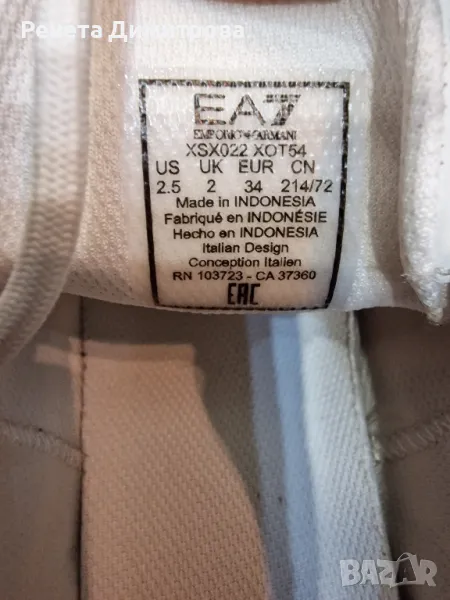 Ренета Димитрова
EA7
EMPORIO ARMANI
XSX022 XOT54
US UK EUR CN
2.5 2 34 214/72
Made in INDONESIA
Fabriqué en INDONÉSIE
Hecho en INDONESIA
Italian Design
Conception Italien
RN 103723 - CA 37360
EAC
BAZAR